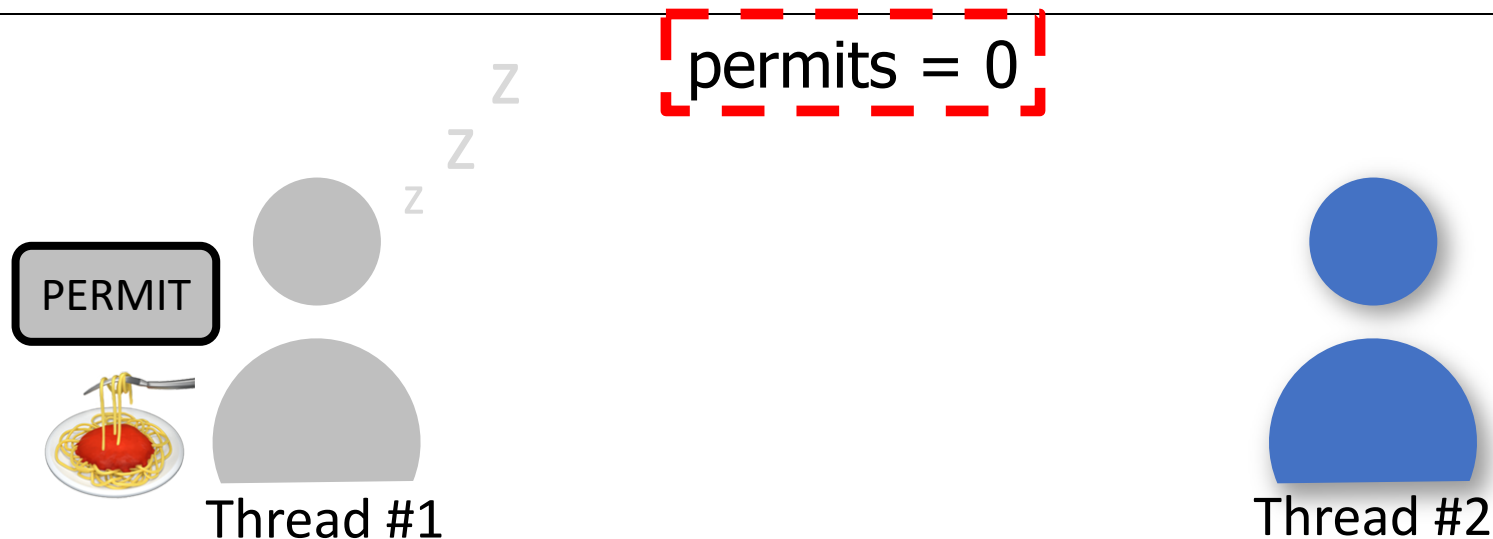 permits = 0
z
z
z
PERMIT
Thread #1
Thread #2